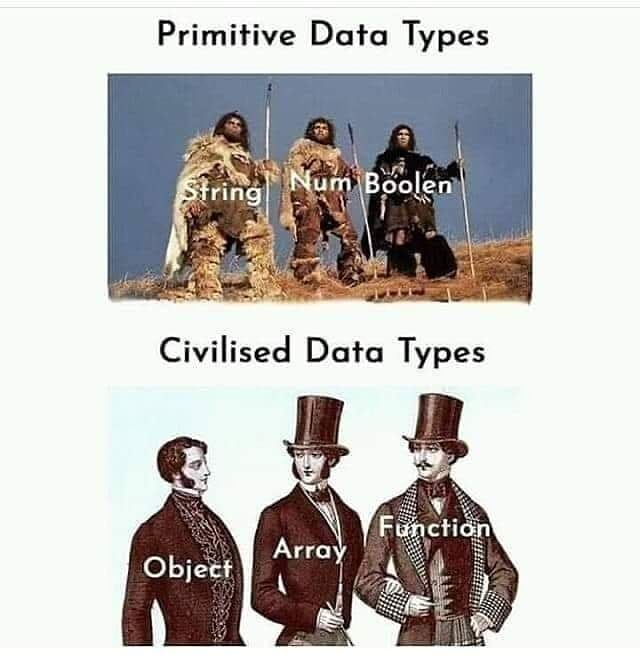 Primitive Data Types
String Num Boolen
Civilised Data Types
Object Array Function